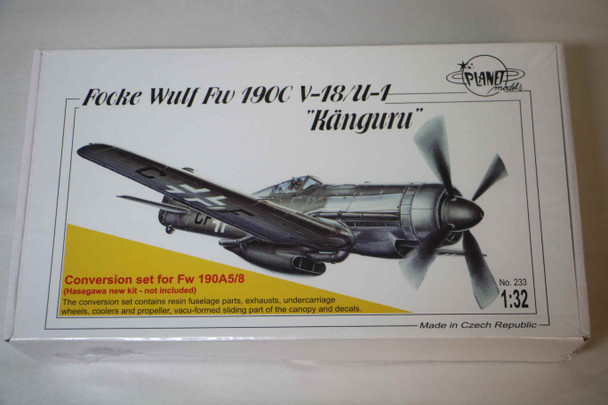 Focke Wulf Fw 190C V-18/U-1
"Känguru"
PLANET
models
C F
CF
Conversion set for Fw 190A5/8
(Hasegawa new kit - not included)
The conversion set contains resin fuselage parts, exhausts, undercarriage
wheels, coolers and propeller, vacu-formed sliding part of the canopy and decals.
No. 233
1:32
Made in Czech Republic